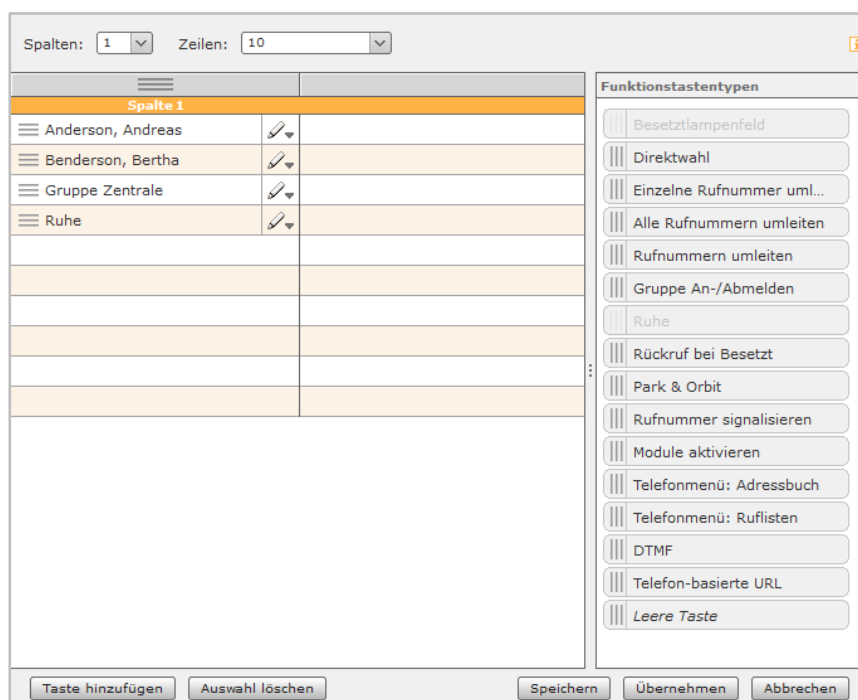 Spalten: 1 Zeilen: 10
Spalte 1
Anderson, Andreas
Benderson, Bertha
Gruppe Zentrale
Ruhe
Funktionstastentypen
Besetztlampenfeld
Direktwahl
Einzelne Rufnummer uml...
Alle Rufnummern umleiten
Rufnummern umleiten
Gruppe An-/Abmelden
Ruhe
Rückruf bei Besetzt
Park & Orbit
Rufnummer signalisieren
Module aktivieren
Telefonmenü: Adressbuch
Telefonmenü: Ruflisten
DTMF
Telefon-basierte URL
Leere Taste
Taste hinzufügen Auswahl löschen Speichern Übernehmen Abbrechen